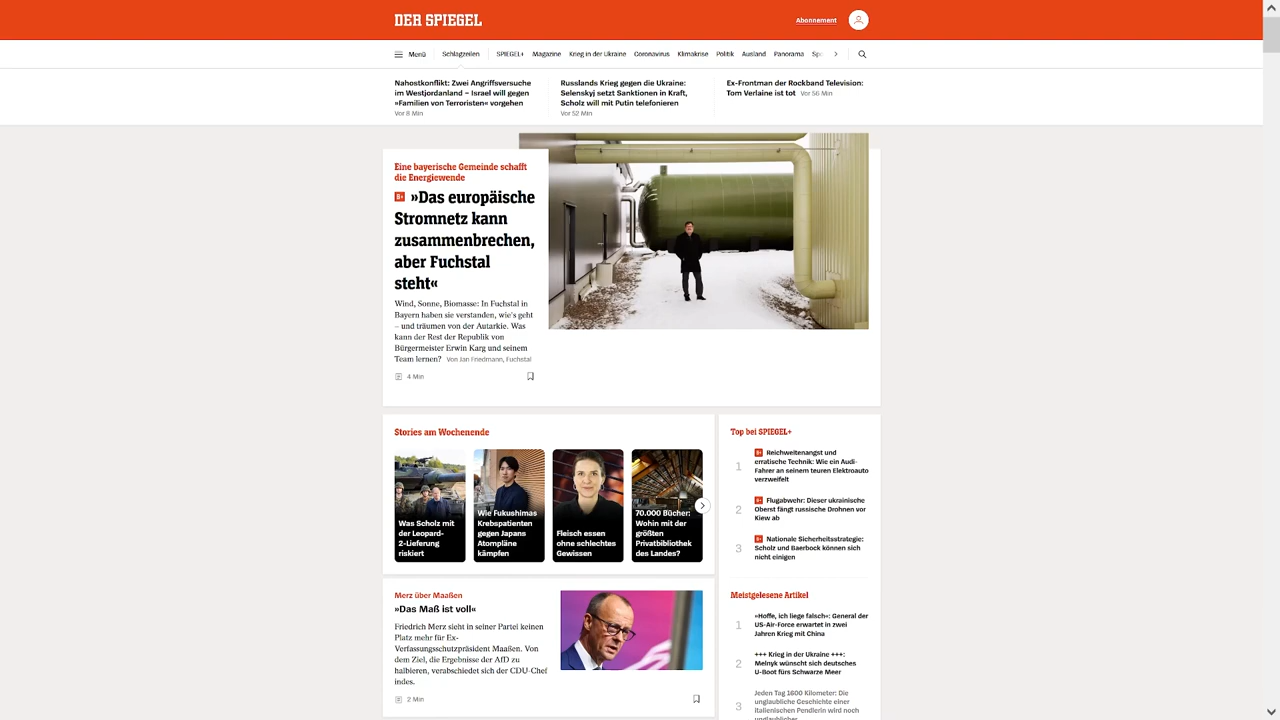 DER SPIEGEL
Abonnement
Menü
Schlagzeilen
SPIEGEL+
Magazine
Krieg in der Ukraine
Coronavirus
Klimakrise
Politik
Ausland
Panorama
Nahostkonflikt: Zwei Angriffsversuche
im Westjordanland – Israel will gegen
»Familien von Terroristen« vorgehen
Vor 8 Min
Russlands Krieg gegen die Ukraine:
Selenskyj setzt Sanktionen in Kraft,
Scholz will mit Putin telefonieren
Vor 52 Min
Ex-Frontman der Rockband Television:
Tom Verlaine ist tot Vor 56 Min
Eine bayerische Gemeinde schafft
die Energiewende
S+ »Das europäische
Stromnetz kann
zusammenbrechen,
aber Fuchstal
steht«
Wind, Sonne, Biomasse: In Fuchstal in
Bayern haben sie verstanden, wie's geht
– und träumen von der Autarkie. Was
kann der Rest der Republik von
Bürgermeister Erwin Karg und seinem
Team lernen? Von Jan Friedmann, Fuchstal
4 Min
Stories am Wochenende
Was Scholz mit
der Leopard-
2-Lieferung
riskiert
Wie Fukushimas
Krebspatienten
gegen Japans
Atompläne
kämpfen
Fleisch essen
ohne schlechtes
Gewissen
70.000 Bücher:
Wohin mit der
größten
Privatbibliothek
des Landes?
Merz über Maaßen
»Das Maß ist voll«
Friedrich Merz sieht in seiner Partei keinen
Platz mehr für Ex-
Verfassungsschutzpräsident Maaßen. Von
dem Ziel, die Ergebnisse der AfD zu
halbieren, verabschiedet sich der CDU-Chef
indes.
2 Min
Top bei SPIEGEL+
1
S+ Reichweitenangst und
erratische Technik: Wie ein Audi-
Fahrer an seinem teuren Elektroauto
verzweifelt
2
S+ Flugabwehr: Dieser ukrainische
Oberst fängt russische Drohnen vor
Kiew ab
3
S+ Nationale Sicherheitsstrategie:
Scholz und Baerbock können sich
nicht einigen
Meistgelesene Artikel
1
»Hoffe, ich liege falsch«: General der
US-Air-Force erwartet in zwei
Jahren Krieg mit China
2
+++ Krieg in der Ukraine +++:
Melnyk wünscht sich deutsches
U-Boot fürs Schwarze Meer
3
Jeden Tag 1600 Kilometer: Die
unglaubliche Geschichte einer
italienischen Pendlerin wird noch
unglaublicher